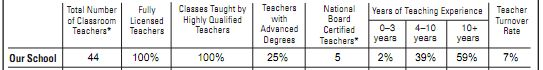 Total Number of Classroom Teachers* Fully Licensed Teachers Classes Taught by Highly Qualified Teachers Teachers with Advanced Degrees National Board Certified Teachers* Years of Teaching Experience Teacher Turnover Rate
0–3 years 4–10 years 10+ years
Our School 44 100% 100% 25% 5 2% 39% 59% 7%